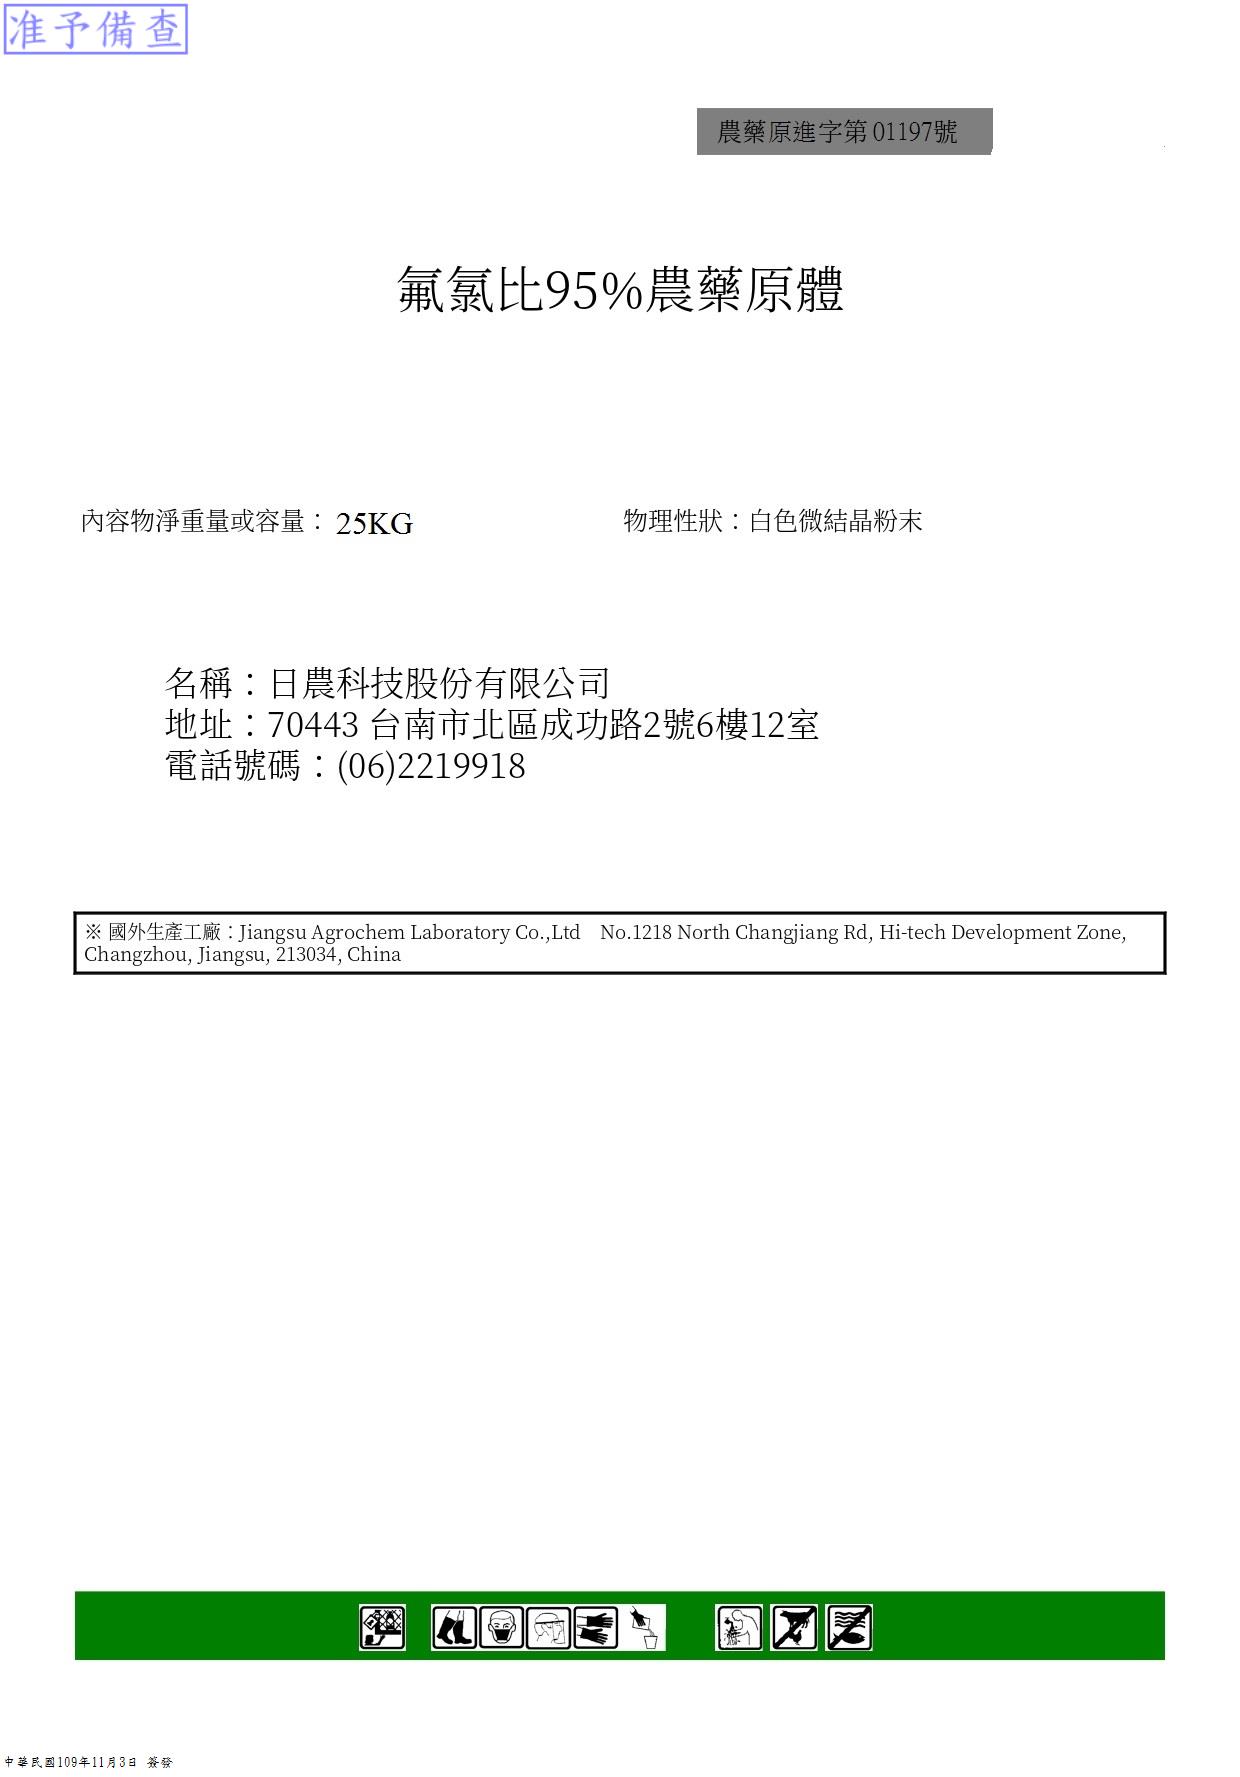 准予備查
農藥原進字第01197號
氟氯比95%農藥原體
內容物淨重量或容量： 25KG
物理性狀：白色微結晶粉末
名稱：日農科技股份有限公司
地址：70443 台南市北區成功路2號6樓12室
電話號碼：(06)2219918
※ 國外生產工廠：Jiangsu Agrochem Laboratory Co.,Ltd　No.1218 North Changjiang Rd, Hi-tech Development Zone,
Changzhou, Jiangsu, 213034, China
中華民國109年11月3日 簽發